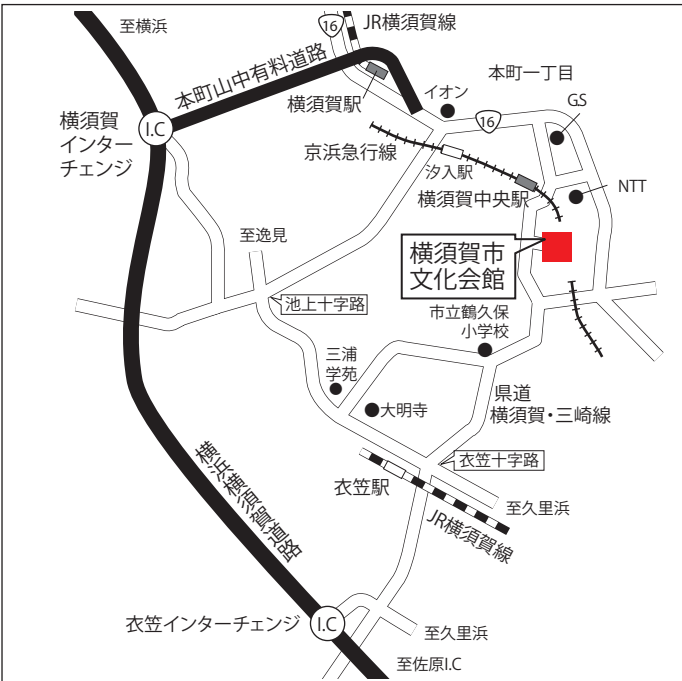 至横浜
16
JR横須賀線
本町山中有料道路
横須賀駅
イオン
本町一丁目
GS
横須賀
インター
チェンジ
I.C
京浜急行線
16
汐入駅
横須賀中央駅
NTT
至逸見
横須賀市
文化会館
池上十字路
市立鶴久保
小学校
三浦
学苑
大明寺
県道
横須賀・三崎線
衣笠十字路
衣笠駅
至久里浜
JR横須賀線
横浜横須賀道路
衣笠インターチェンジ
I.C
至久里浜
至佐原I.C